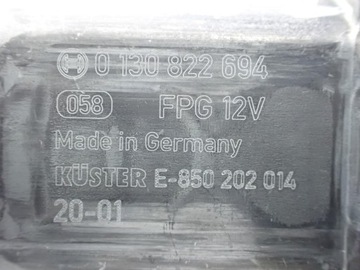 0 130 822 694
058 FPG 12V
Made in Germany
KÜSTER E-850 202 014
20-01